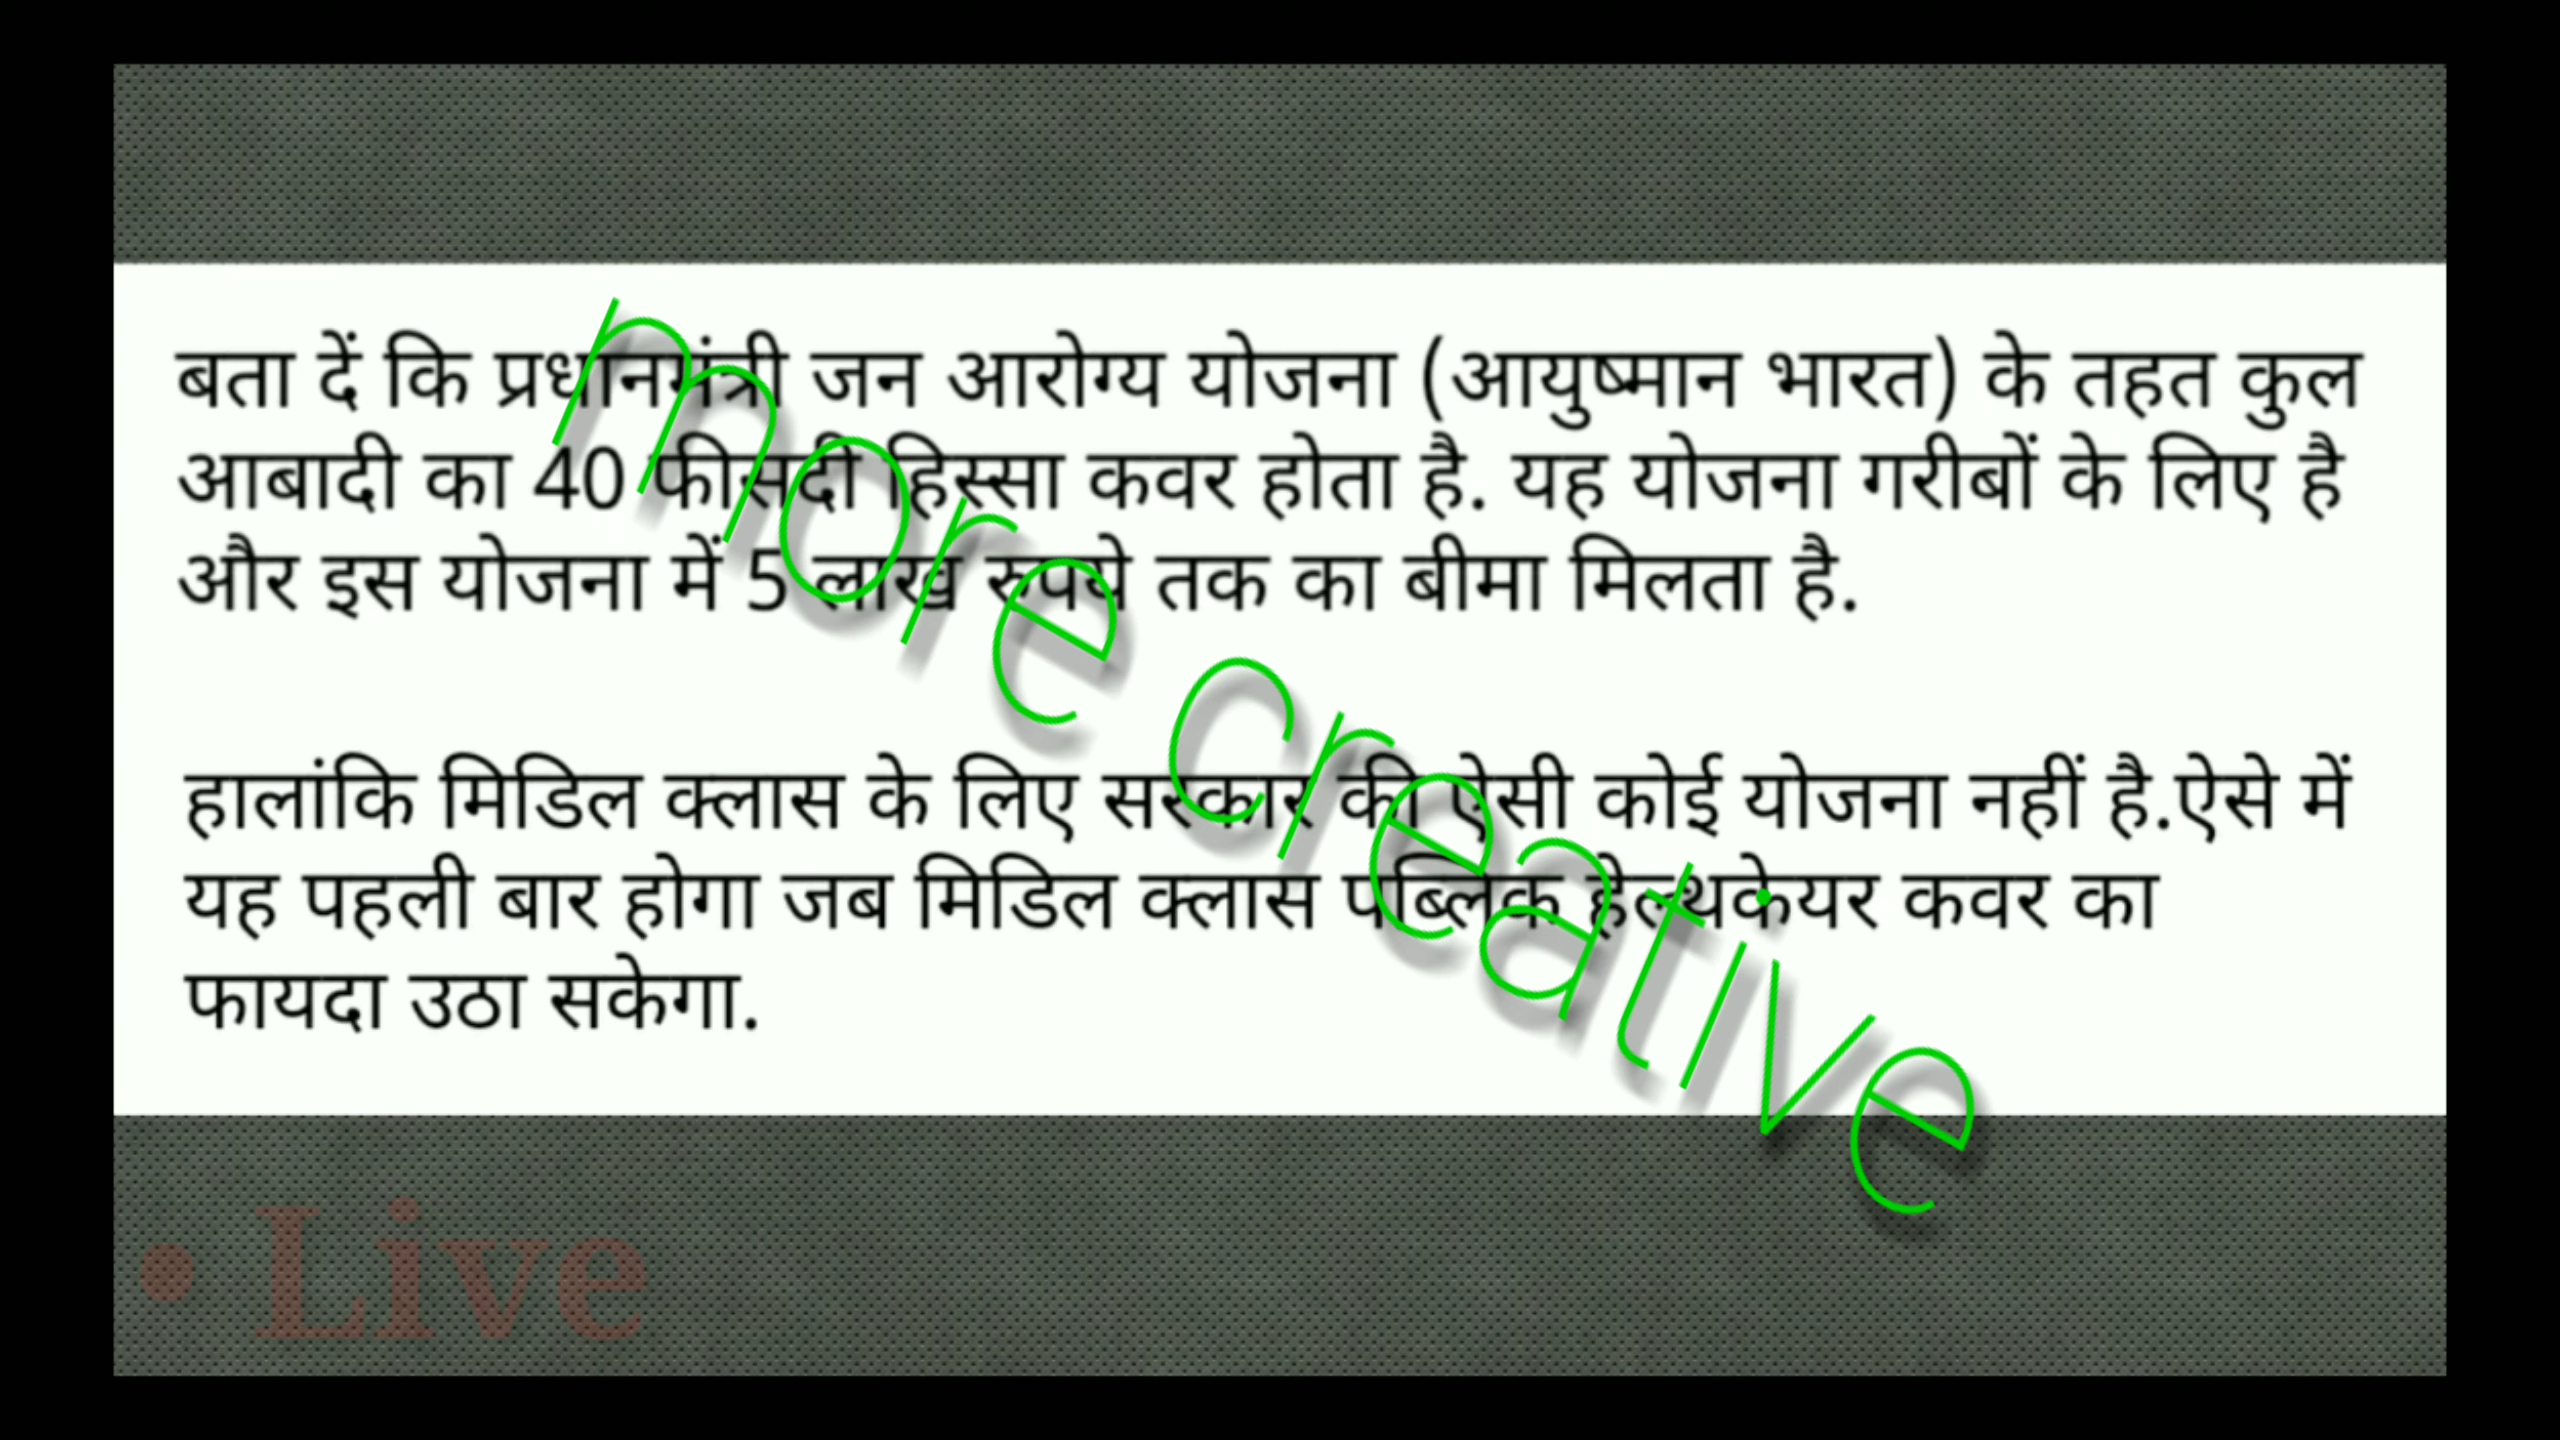 बता दें कि प्रधानमंत्री जन आरोग्य योजना (आयुष्मान भारत) के तहत कुल
आबादी का 40 फीसदी हिस्सा कवर होता है. यह योजना गरीबों के लिए है
और इस योजना में 5 लाख रुपये तक का बीमा मिलता है.
हालांकि मिडिल क्लास के लिए सरकार की ऐसी कोई योजना नहीं है.ऐसे में
यह पहली बार होगा जब मिडिल क्लास पब्लिक हेल्थकेयर कवर का
फायदा उठा सकेगा.
more creative
• Live